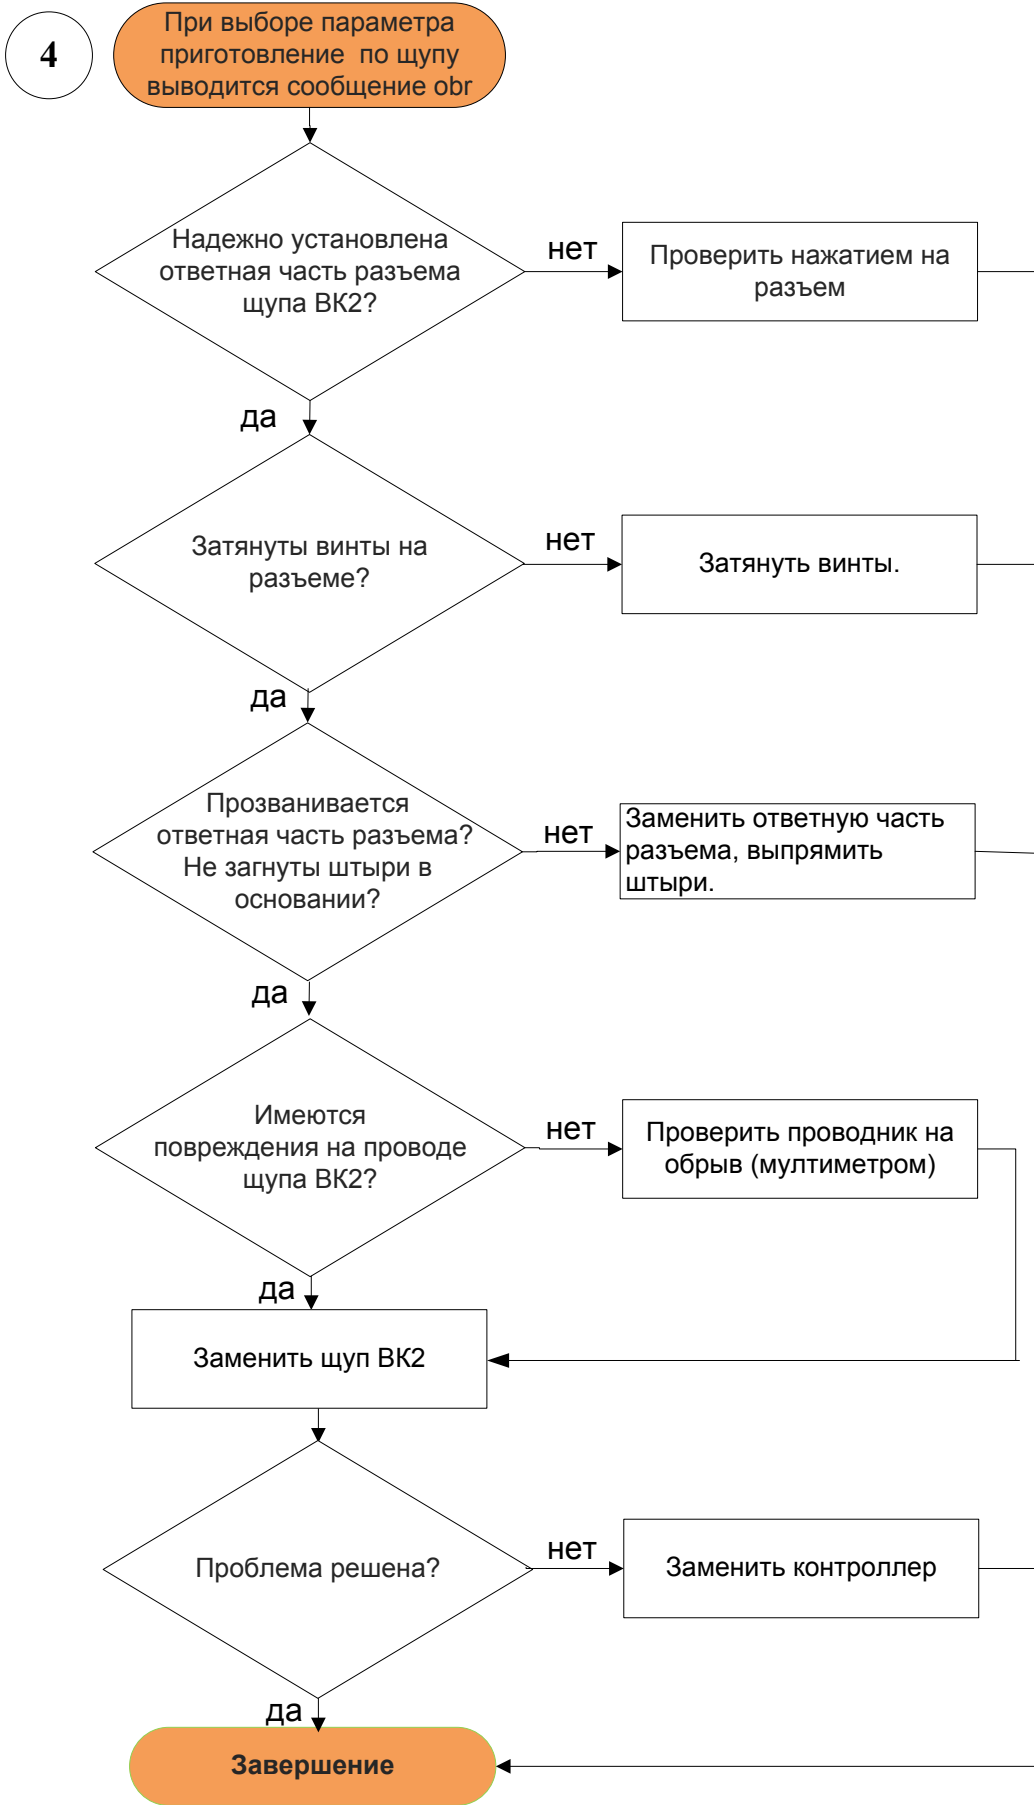 4
При выборе параметра
приготовление по щупу
выводится сообщение obr
Надежно установлена
ответная часть разъема
щупа ВК2?
нет
Проверить нажатием на
разъем
да
Затянуты винты на
разъеме?
нет
Затянуть винты.
да
Прозванивается
ответная часть разъема?
Не загнуты штыри в
основании?
нет
Заменить ответную часть
разъема, выпрямить
штыри.
да
Имеются
повреждения на проводе
щупа ВК2?
нет
Проверить проводник на
обрыв (мултиметром)
да
Заменить щуп ВК2
Проблема решена?
нет
Заменить контроллер
да
Завершение